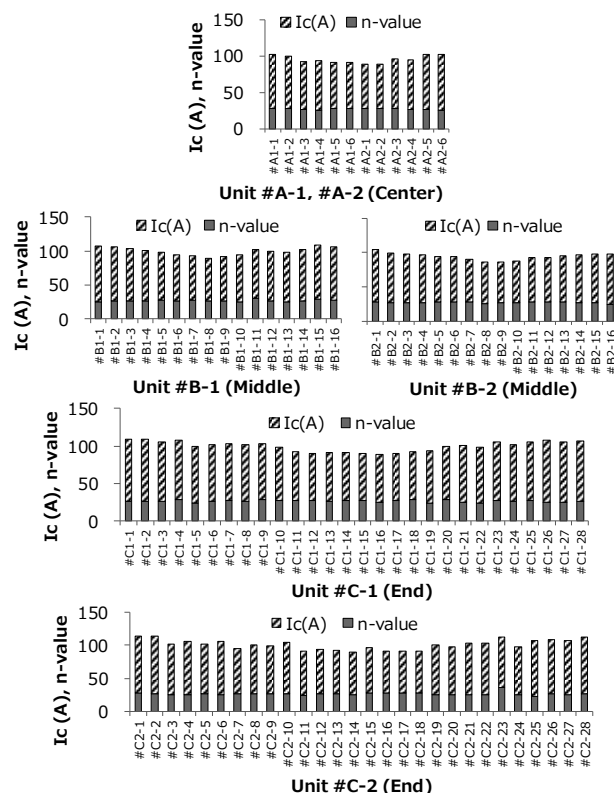 Ic(A) n-value
Ic (A), n-value
150
100
50
0
#A1-1
#A1-2
#A1-3
#A1-4
#A1-5
#A1-6
#A2-1
#A2-2
#A2-3
#A2-4
#A2-5
#A2-6
Unit #A-1, #A-2 (Center)
Ic(A) n-value
Ic (A), n-value
150
100
50
0
#B1-1
#B1-2
#B1-3
#B1-4
#B1-5
#B1-6
#B1-7
#B1-8
#B1-9
#B1-10
#B1-11
#B1-12
#B1-13
#B1-14
#B1-15
#B1-16
Unit #B-1 (Middle)
Ic(A) n-value
#B2-1
#B2-2
#B2-3
#B2-4
#B2-5
#B2-6
#B2-7
#B2-8
#B2-9
#B2-10
#B2-11
#B2-12
#B2-13
#B2-14
#B2-15
#B2-16
Unit #B-2 (Middle)
Ic(A) n-value
Ic (A), n-value
150
100
50
0
#C1-1
#C1-2
#C1-3
#C1-4
#C1-5
#C1-6
#C1-7
#C1-8
#C1-9
#C1-10
#C1-11
#C1-12
#C1-13
#C1-14
#C1-15
#C1-16
#C1-17
#C1-18
#C1-19
#C1-20
#C1-21
#C1-22
#C1-23
#C1-24
#C1-25
#C1-26
#C1-27
#C1-28
Unit #C-1 (End)
Ic(A) n-value
Ic (A), n-value
150
100
50
0
#C2-1
#C2-2
#C2-3
#C2-4
#C2-5
#C2-6
#C2-7
#C2-8
#C2-9
#C2-10
#C2-11
#C2-12
#C2-13
#C2-14
#C2-15
#C2-16
#C2-17
#C2-18
#C2-19
#C2-20
#C2-21
#C2-22
#C2-23
#C2-24
#C2-25
#C2-26
#C2-27
#C2-28
Unit #C-2 (End)